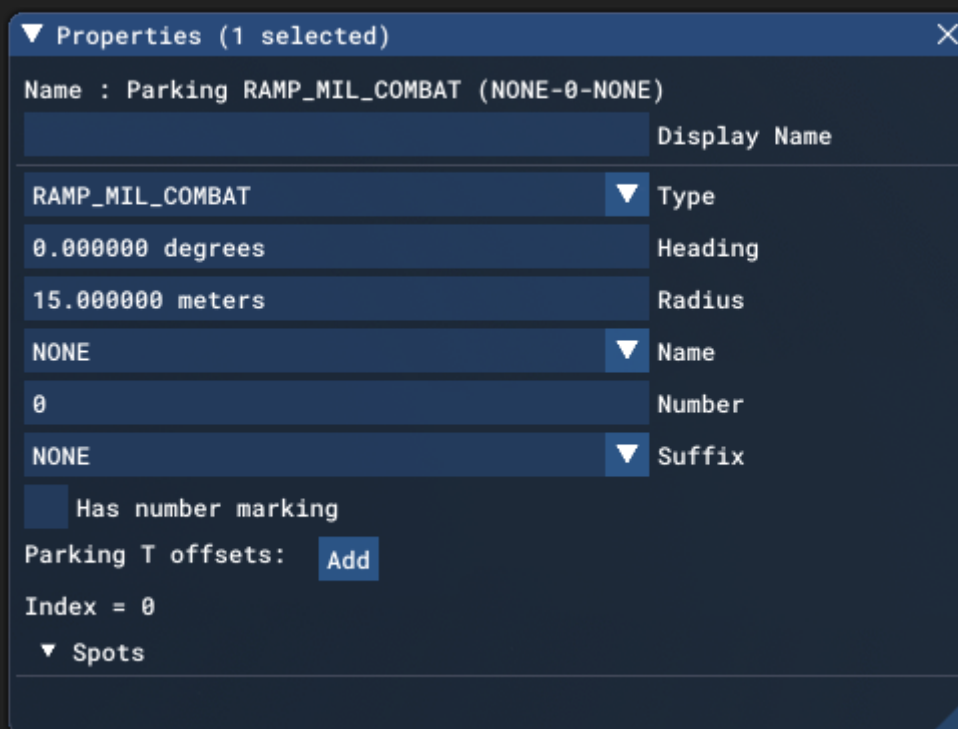 Properties (1 selected)
Name : Parking RAMP_MIL_COMBAT (NONE-0-NONE)
Display Name
RAMP_MIL_COMBAT Type
0.000000 degrees Heading
15.000000 meters Radius
NONE Name
0 Number
NONE Suffix
Has number marking
Parking T offsets: Add
Index = 0
Spots